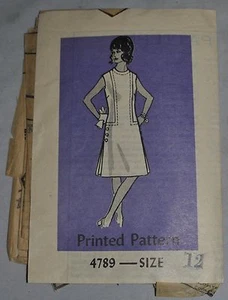 Printed Pattern
4789 — SIZE 12